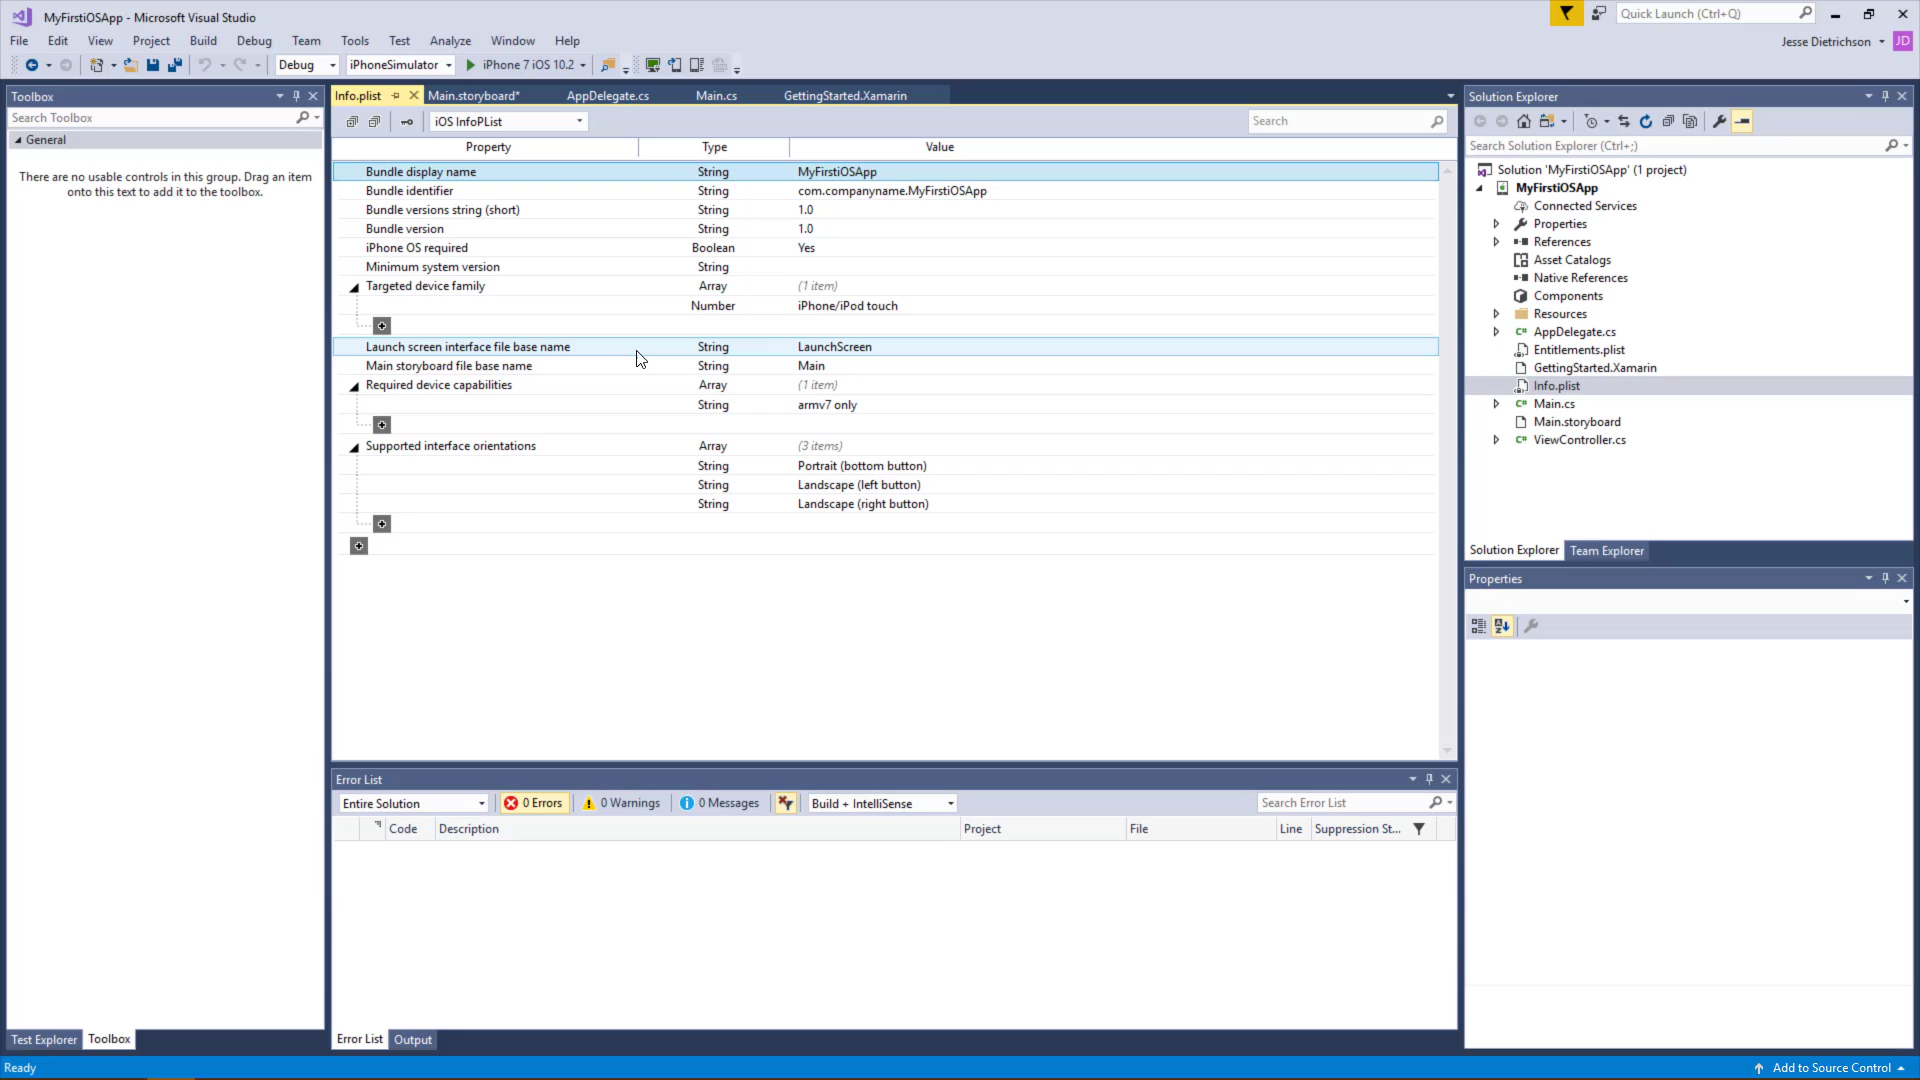 MyFirstiOSApp - Microsoft Visual Studio
Quick Launch (Ctrl+Q)
File Edit View Project Build Debug Team Tools Test Analyze Window Help
Jesse Dietrichson JD
Debug iPhoneSimulator iPhone 7 iOS 10.2
Toolbox
Search Toolbox
General
There are no usable controls in this group. Drag an item
onto this text to add it to the toolbox.
Test Explorer Toolbox
Info.plist Main.storyboard* AppDelegate.cs Main.cs GettingStarted.Xamarin
iOS InfoPList
Search
Property Type Value
Bundle display name String MyFirstiOSApp
Bundle identifier String com.companyname.MyFirstiOSApp
Bundle versions string (short) String 1.0
Bundle version String 1.0
iPhone OS required Boolean Yes
Minimum system version String
Targeted device family Array (1 item)
Number iPhone/iPod touch
Launch screen interface file base name String LaunchScreen
Main storyboard file base name String Main
Required device capabilities Array (1 item)
String armv7 only
Supported interface orientations Array (3 items)
String Portrait (bottom button)
String Landscape (left button)
String Landscape (right button)
Error List
Entire Solution 0 Errors 0 Warnings 0 Messages Build + IntelliSense
Search Error List
Code Description Project File Line Suppression St...
Error List Output
Solution Explorer
Search Solution Explorer (Ctrl+;)
Solution 'MyFirstiOSApp' (1 project)
MyFirstiOSApp
Connected Services
Properties
References
Asset Catalogs
Native References
Components
Resources
C# AppDelegate.cs
Entitlements.plist
GettingStarted.Xamarin
Info.plist
C# Main.cs
Main.storyboard
C# ViewController.cs
Solution Explorer Team Explorer
Properties
Ready
Add to Source Control